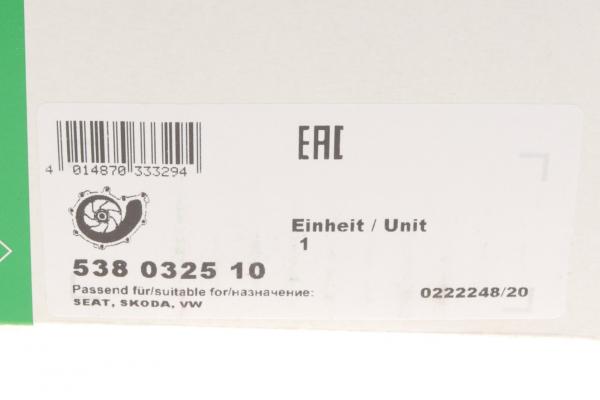 EAC
4 014870 333294
Einheit / Unit
1
538 0325 10
Passend für/suitable for/назначение:
SEAT, SKODA, VW
0222248/20